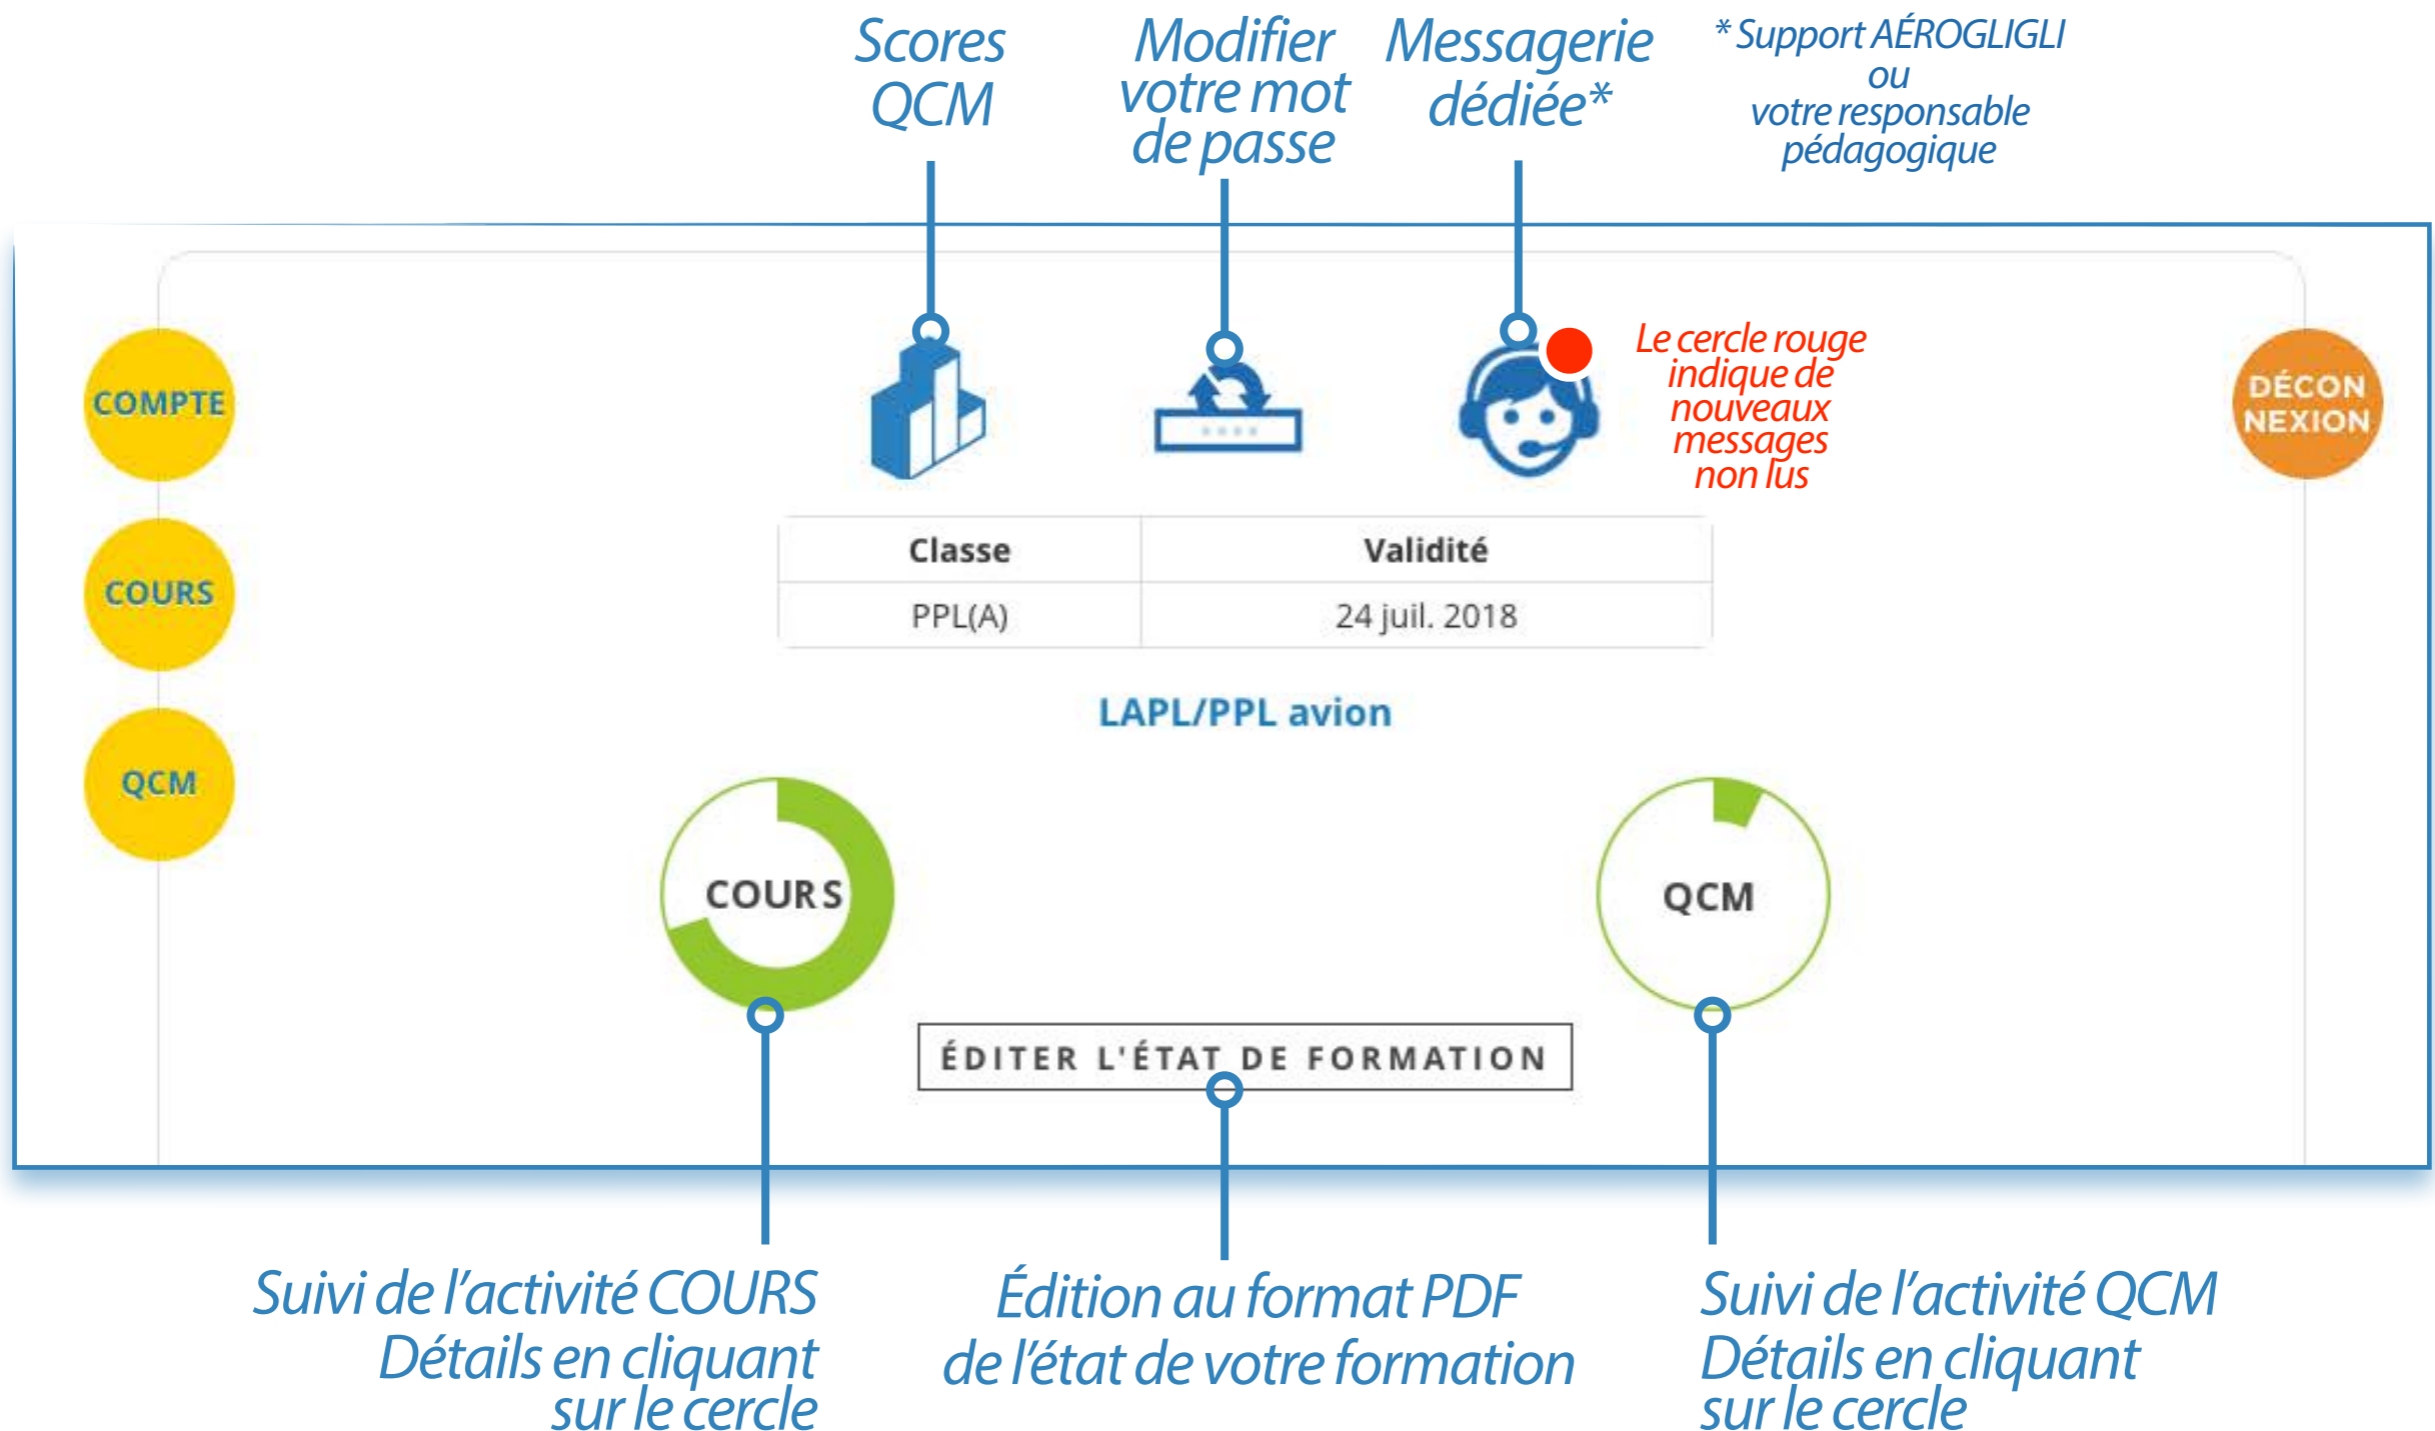 Scores
QCM
Modifier
votre mot
de passe
Messagerie
dédiée*
* Support AÉROGLIGLI
ou
votre responsable
pédagogique
COMPTE
COURS
QCM
Le cercle rouge
indique de
nouveaux
messages
non lus
DÉCON
NEXION
Classe
Validité
PPL(A)
24 juil. 2018
LAPL/PPL avion
COURS
QCM
ÉDITER L'ÉTAT DE FORMATION
Suivi de l’activité COURS
Détails en cliquant
sur le cercle
Édition au format PDF
de l’état de votre formation
Suivi de l’activité QCM
Détails en cliquant
sur le cercle